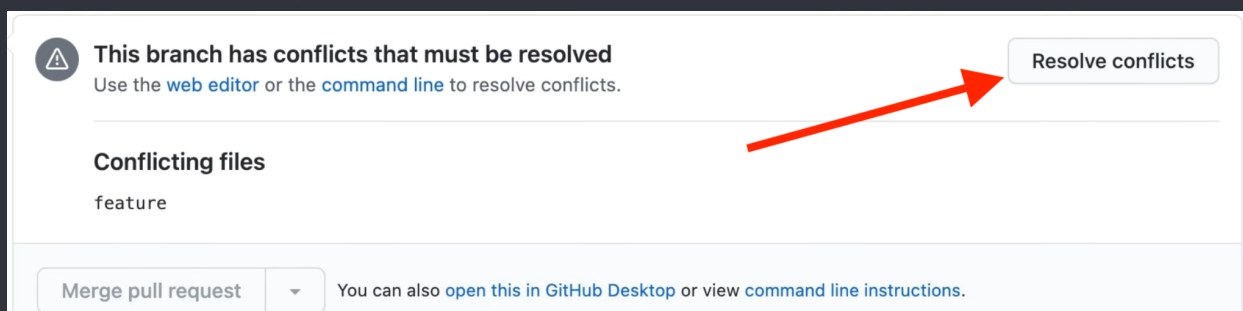 This branch has conflicts that must be resolved
Resolve conflicts
Use the web editor or the command line to resolve conflicts.
Conflicting files
feature
Merge pull request
You can also open this in GitHub Desktop or view command line instructions.